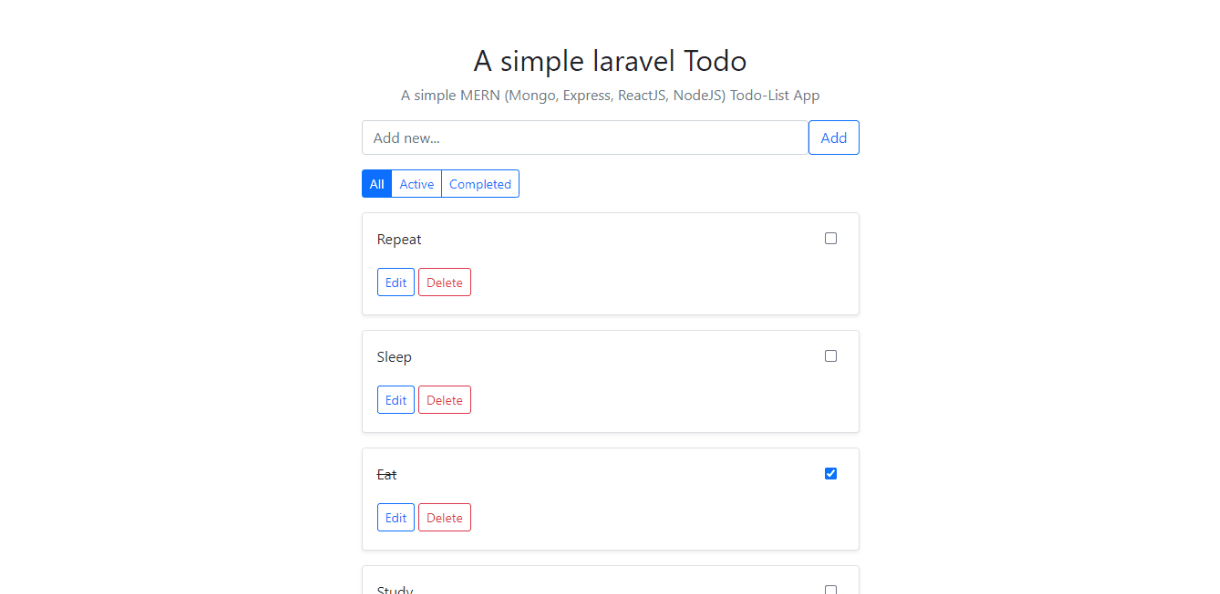 A simple laravel Todo
A simple MERN (Mongo, Express, ReactJS, NodeJS) Todo-List App
Add new...
Add
All Active Completed
Repeat
Edit Delete
Sleep
Edit Delete
Eat
Edit Delete
Study